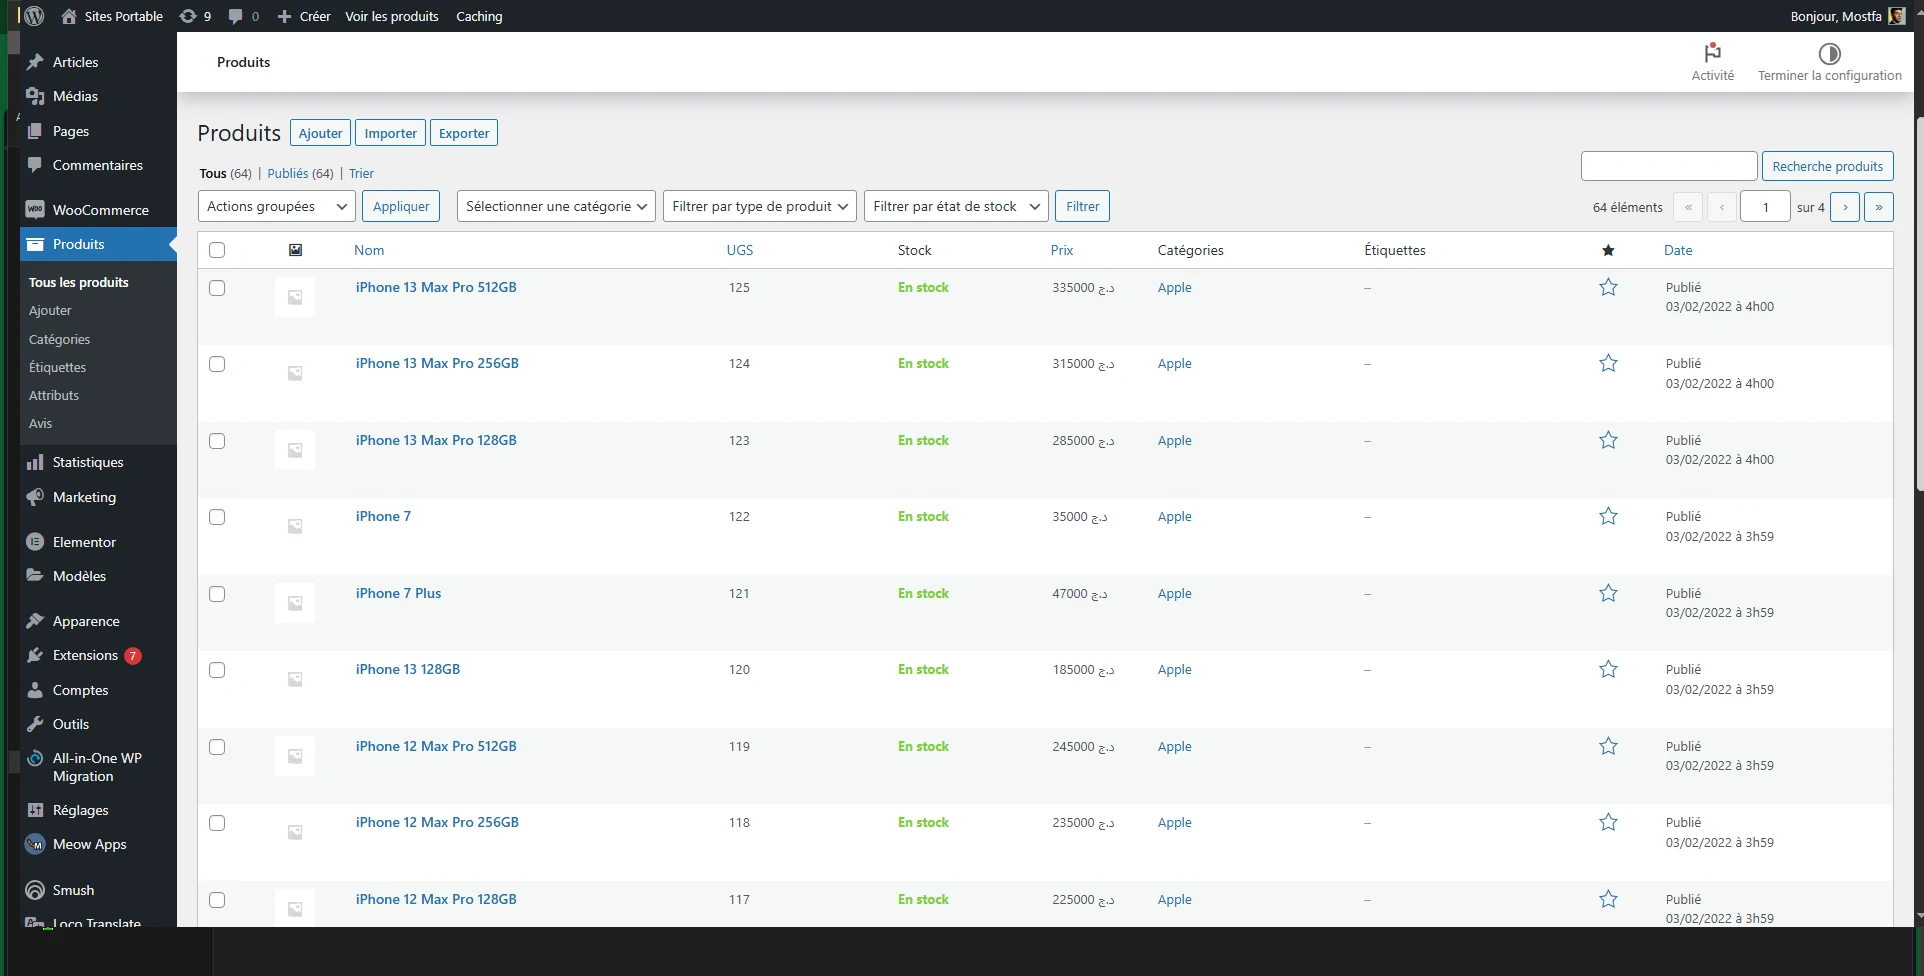 Sites Portable 9 0 Créer Voir les produits Caching Bonjour, Mostfa
Articles
Médias
Pages
Commentaires
WooCommerce
Produits
Tous les produits
Ajouter
Catégories
Étiquettes
Attributs
Avis
Statistiques
Marketing
Elementor
Modèles
Apparence
Extensions 7
Comptes
Outils
All-in-One WP
Migration
Réglages
Meow Apps
Smush
Loco Translate
Produits
Activité
Terminer la configuration
Produits Ajouter Importer Exporter
Tous (64) | Publiés (64) | Trier
Recherche produits
Actions groupées Appliquer Sélectionner une catégorie Filtrer par type de produit Filtrer par état de stock Filtrer
64 éléments « ‹ 1 sur 4 › »
Nom UGS Stock Prix Catégories Étiquettes Date
iPhone 13 Max Pro 512GB 125 En stock 335000 د.ج Apple – Publié
03/02/2022 à 4h00
iPhone 13 Max Pro 256GB 124 En stock 315000 د.ج Apple – Publié
03/02/2022 à 4h00
iPhone 13 Max Pro 128GB 123 En stock 285000 د.ج Apple – Publié
03/02/2022 à 4h00
iPhone 7 122 En stock 35000 د.ج Apple – Publié
03/02/2022 à 3h59
iPhone 7 Plus 121 En stock 47000 د.ج Apple – Publié
03/02/2022 à 3h59
iPhone 13 128GB 120 En stock 185000 د.ج Apple – Publié
03/02/2022 à 3h59
iPhone 12 Max Pro 512GB 119 En stock 245000 د.ج Apple – Publié
03/02/2022 à 3h59
iPhone 12 Max Pro 256GB 118 En stock 235000 د.ج Apple – Publié
03/02/2022 à 3h59
iPhone 12 Max Pro 128GB 117 En stock 225000 د.ج Apple – Publié
03/02/2022 à 3h59